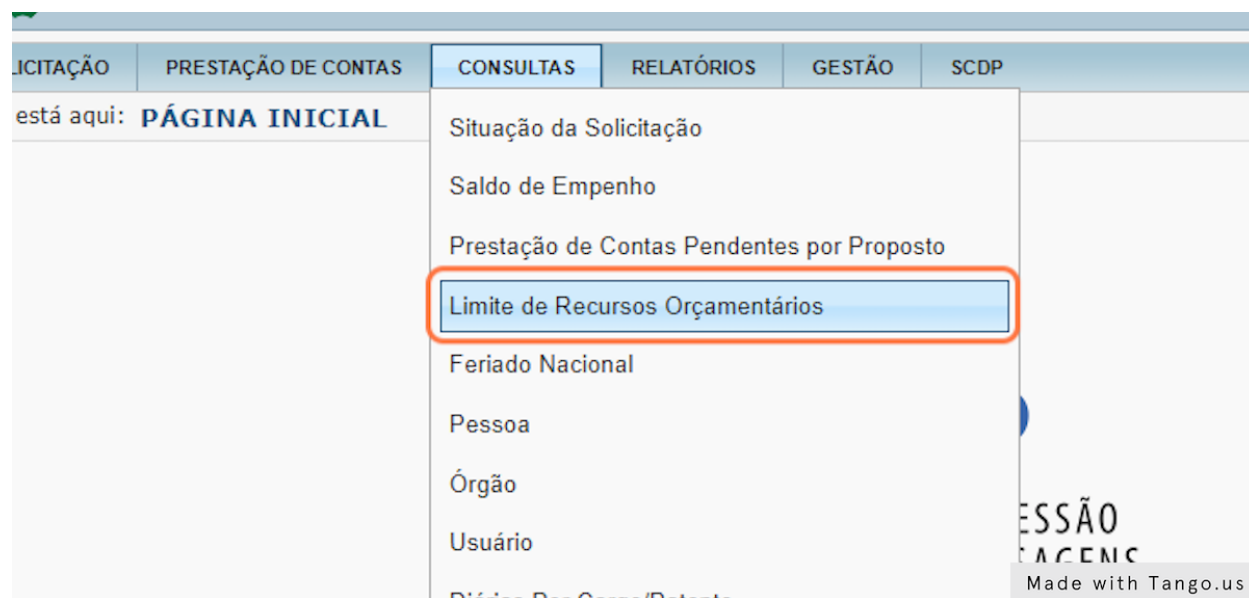 LICITAÇÃO PRESTAÇÃO DE CONTAS CONSULTAS RELATÓRIOS GESTÃO SCDP
está aqui: PÁGINA INICIAL
Situação da Solicitação
Saldo de Empenho
Prestação de Contas Pendentes por Proposto
Limite de Recursos Orçamentários
Feriado Nacional
Pessoa
Órgão
Usuário
ESSÃO
Made with Tango.us